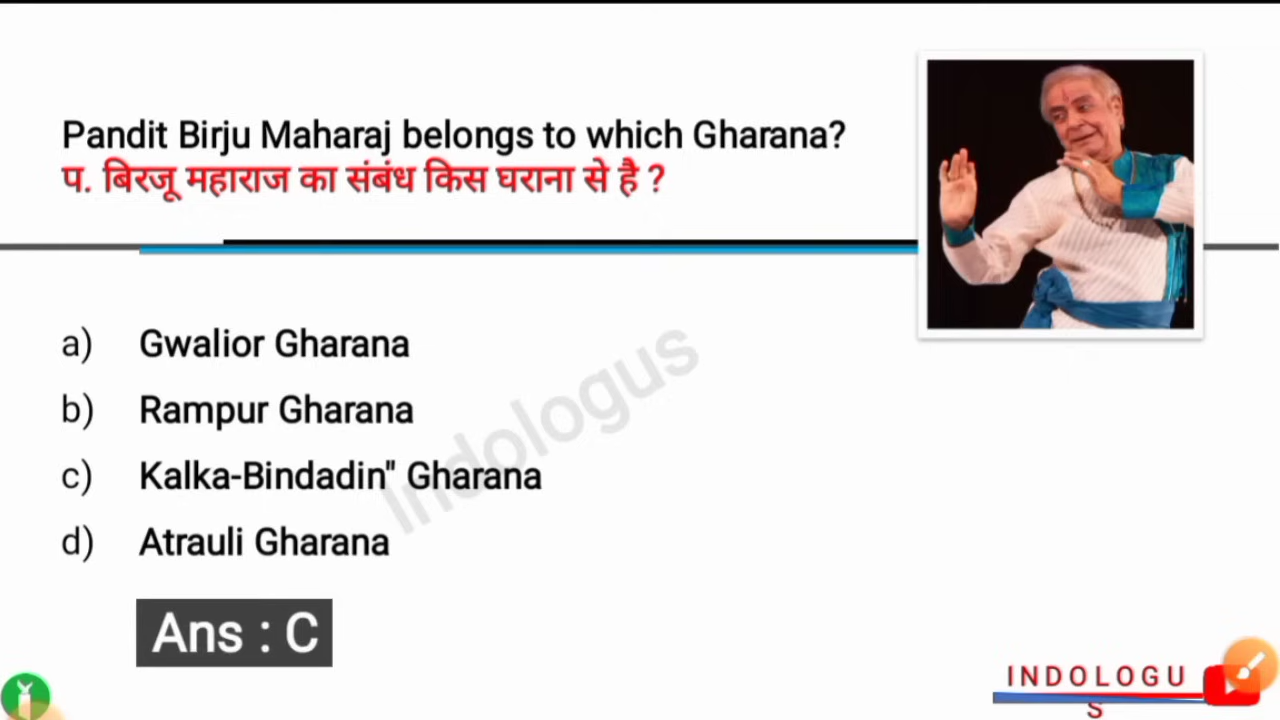 Pandit Birju Maharaj belongs to which Gharana?
प. बिरजू महाराज का संबंध किस घराना से है ?
a) Gwalior Gharana
b) Rampur Gharana
c) Kalka-Bindadin" Gharana
d) Atrauli Gharana
Indologus
Ans : C
INDOLOGU
S